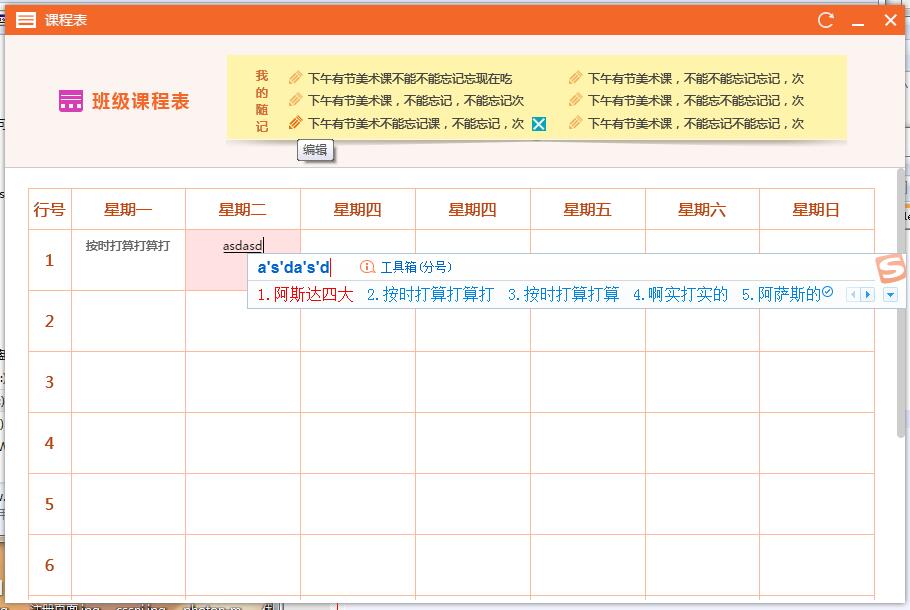 课程表
班级课程表
我的随记
下午有节美术课不能不能忘记忘现在吃
下午有节美术课，不能不能忘记忘记，次
下午有节美术课，不能忘记，不能忘记次
下午有节美术课，不能忘不能忘记记，次
下午有节美术不能忘记课，不能忘记，次
下午有节美术课，不能忘记不能忘记，次
编辑
行号 星期一 星期二 星期四 星期四 星期五 星期六 星期日
1 按时打算打算打 asdasd
a's'da's'd 工具箱(分号)
1.阿斯达四大 2.按时打算打算打 3.按时打算打算 4.啊实打实的 5.阿萨斯的
2
3
4
5
6